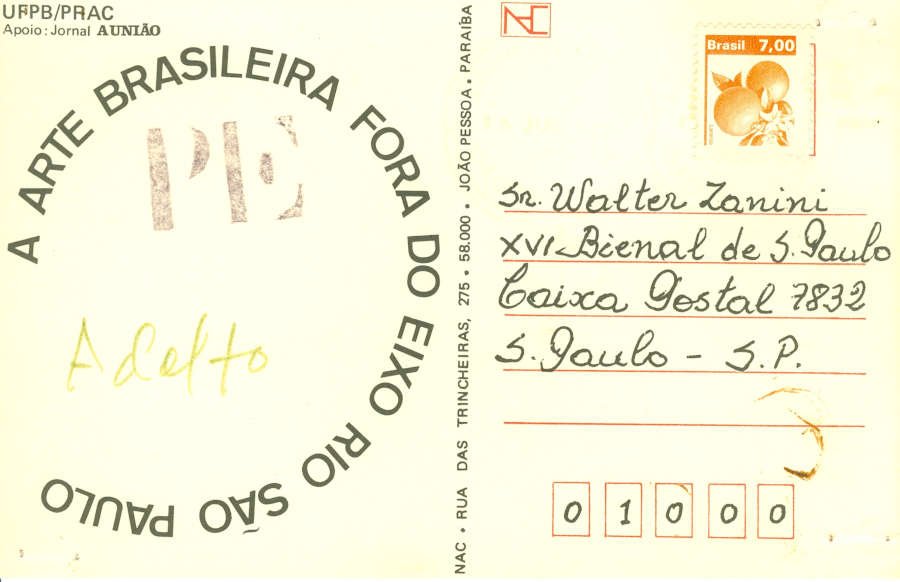 UFPB/PRAC
Apoio: Jornal A UNIÃO
A ARTE BRASILEIRA FORA DO EIXO RIO SÃO PAULO
PE
Adelto
NAC • RUA DAS TRINCHEIRAS, 275 • 58.000 • JOÃO PESSOA • PARAÍBA
NAC
Brasil 7,00
Sr. Walter Zanini
XVI Bienal de S. Paulo
Caixa Postal 7832
S. Paulo - S.P.
0 1 0 0 0